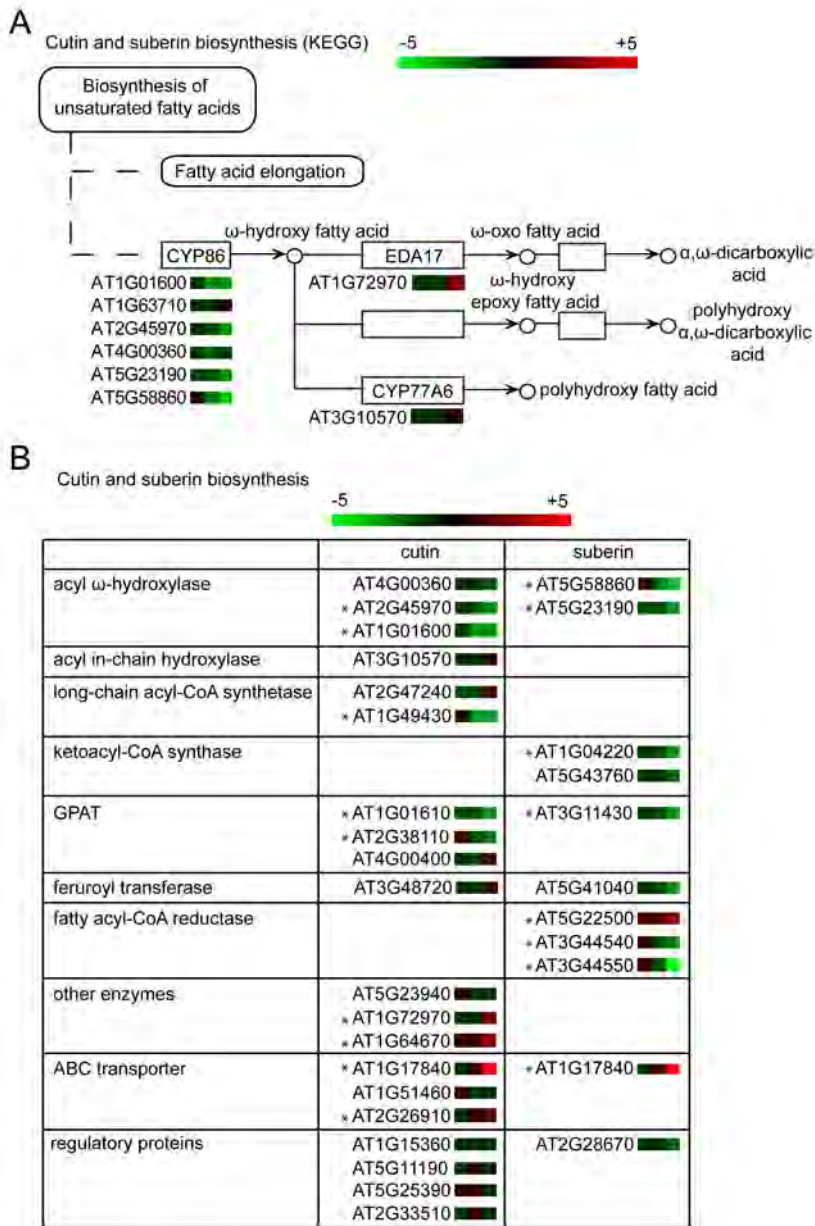 A
Cutin and suberin biosynthesis (KEGG)
-5 +5
Biosynthesis of
unsaturated fatty acids
Fatty acid elongation
ω-hydroxy fatty acid
ω-oxo fatty acid
CYP86
EDA17
α,ω-dicarboxylic
acid
AT1G01600
AT1G63710
AT2G45970
AT4G00360
AT5G23190
AT5G58860
AT1G72970
ω-hydroxy
epoxy fatty acid
polyhydroxy
α,ω-dicarboxylic
acid
CYP77A6
polyhydroxy fatty acid
AT3G10570
B
Cutin and suberin biosynthesis
-5 +5
cutin suberin
acyl ω-hydroxylase AT4G00360 * AT5G58860
* AT2G45970 * AT5G23190
* AT1G01600
acyl in-chain hydroxylase AT3G10570
long-chain acyl-CoA synthetase AT2G47240
* AT1G49430
ketoacyl-CoA synthase * AT1G04220
AT5G43760
GPAT * AT1G01610 * AT3G11430
* AT2G38110
AT4G00400
feruroyl transferase AT3G48720 AT5G41040
fatty acyl-CoA reductase * AT5G22500
* AT3G44540
* AT3G44550
other enzymes AT5G23940
* AT1G72970
* AT1G64670
ABC transporter * AT1G17840 * AT1G17840
AT1G51460
* AT2G26910
regulatory proteins AT1G15360 AT2G28670
AT5G11190
AT5G25390
AT2G33510